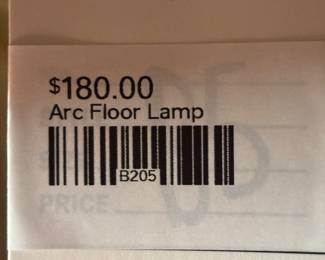 $180.00
Arc Floor Lamp
B205
PRICE